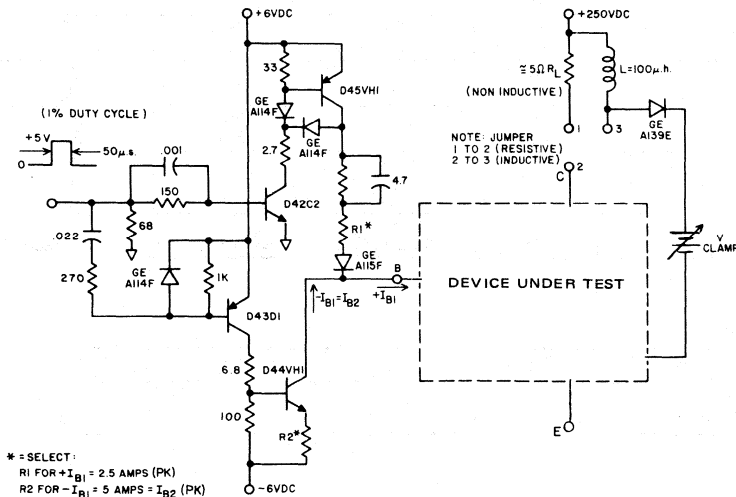 +6VDC
+250VDC
33
D45VH1
≅5Ω RL
L=100μ.h.
(NON INDUCTIVE)
(1% DUTY CYCLE)
GE
A114F
GE
A114F
GE
A139E
+5V
0
50μ.s.
.001
2.7
1
3
NOTE: JUMPER
1 TO 2 (RESISTIVE)
2 TO 3 (INDUCTIVE)
150
4.7
C
2
D42C2
R1*
.022
68
V
CLAMP
GE
A115F
GE
A114F
1K
B
270
-IB1=IB2
+IB1
DEVICE UNDER TEST
D43D1
6.8
D44VH1
100
R2*
E
* = SELECT:
R1 FOR +IB1 = 2.5 AMPS (PK)
R2 FOR -IB1 = 5 AMPS = IB2 (PK)
-6VDC